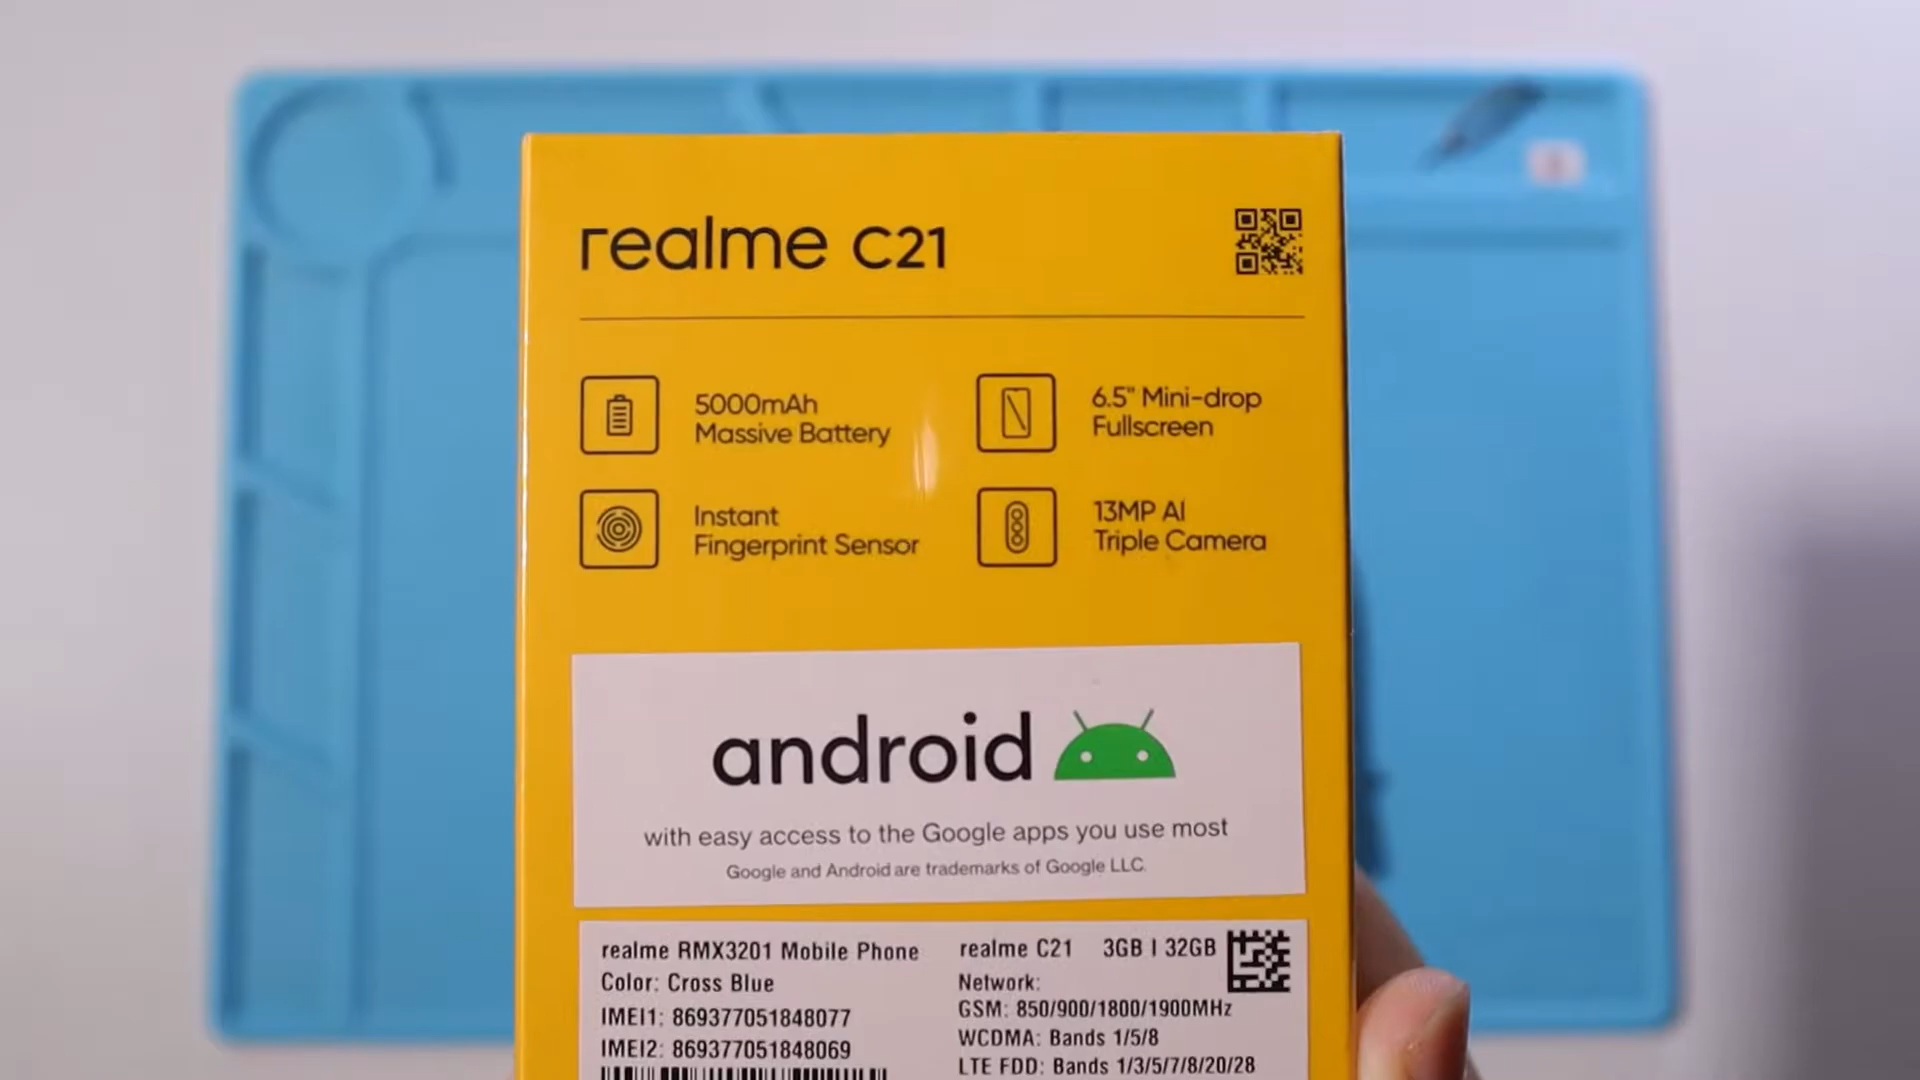 realme C21
5000mAh
Massive Battery
6.5" Mini-drop
Fullscreen
Instant
Fingerprint Sensor
13MP AI
Triple Camera
android
with easy access to the Google apps you use most
Google and Android are trademarks of Google LLC.
realme RMX3201 Mobile Phone
Color: Cross Blue
IMEI1: 869377051848077
IMEI2: 869377051848069
realme C21 3GB | 32GB
Network:
GSM: 850/900/1800/1900MHz
WCDMA: Bands 1/5/8
LTE FDD: Bands 1/3/5/7/8/20/28